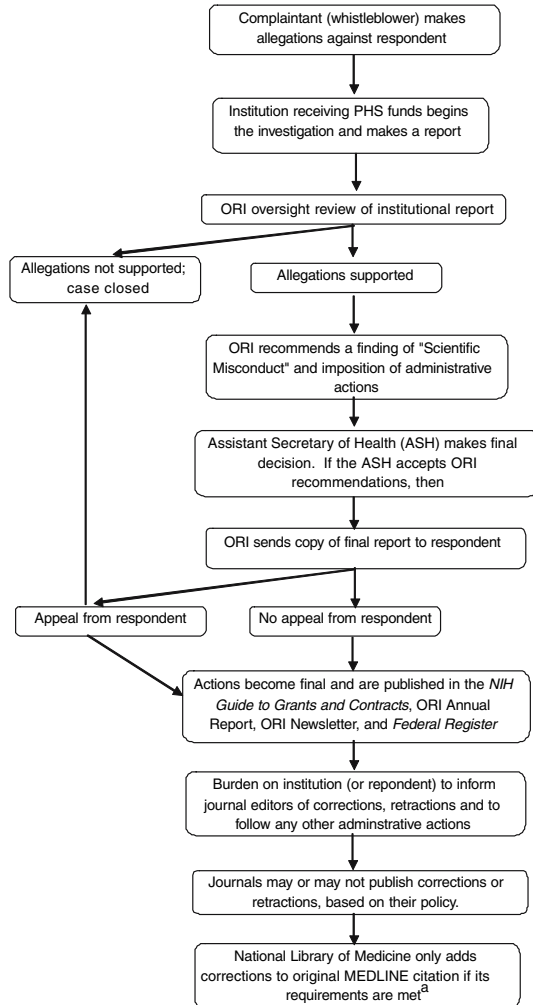 Complaintant (whistleblower) makes
allegations against respondent
Institution receiving PHS funds begins
the investigation and makes a report
ORI oversight review of institutional report
Allegations not supported;
case closed
Allegations supported
ORI recommends a finding of "Scientific
Misconduct" and imposition of administrative
actions
Assistant Secretary of Health (ASH) makes final
decision. If the ASH accepts ORI
recommendations, then
ORI sends copy of final report to respondent
Appeal from respondent
No appeal from respondent
Actions become final and are published in the NIH
Guide to Grants and Contracts, ORI Annual
Report, ORI Newsletter, and Federal Register
Burden on institution (or repondent) to inform
journal editors of corrections, retractions and to
follow any other adminstrative actions
Journals may or may not publish corrections or
retractions, based on their policy.
National Library of Medicine only adds
corrections to original MEDLINE citation if its
requirements are met^a